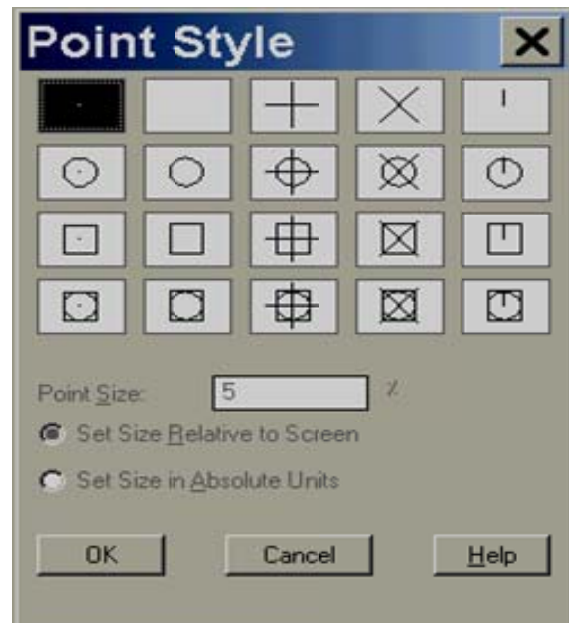 Point Style
Point Size: 5 %
Set Size Relative to Screen
Set Size in Absolute Units
OK Cancel Help